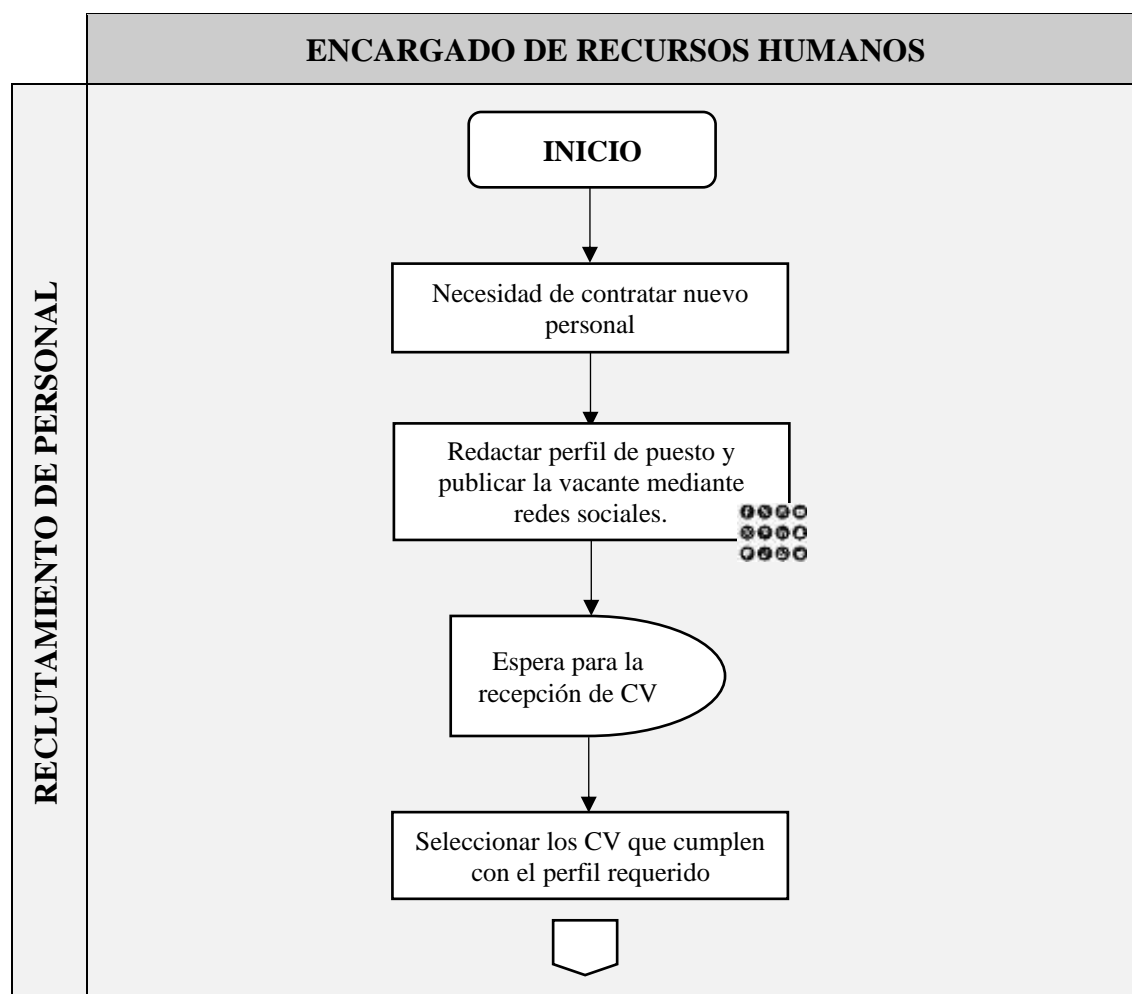 ENCARGADO DE RECURSOS HUMANOS
RECLUTAMIENTO DE PERSONAL
INICIO
Necesidad de contratar nuevo
personal
Redactar perfil de puesto y
publicar la vacante mediante
redes sociales.
Espera para la
recepción de CV
Seleccionar los CV que cumplen
con el perfil requerido